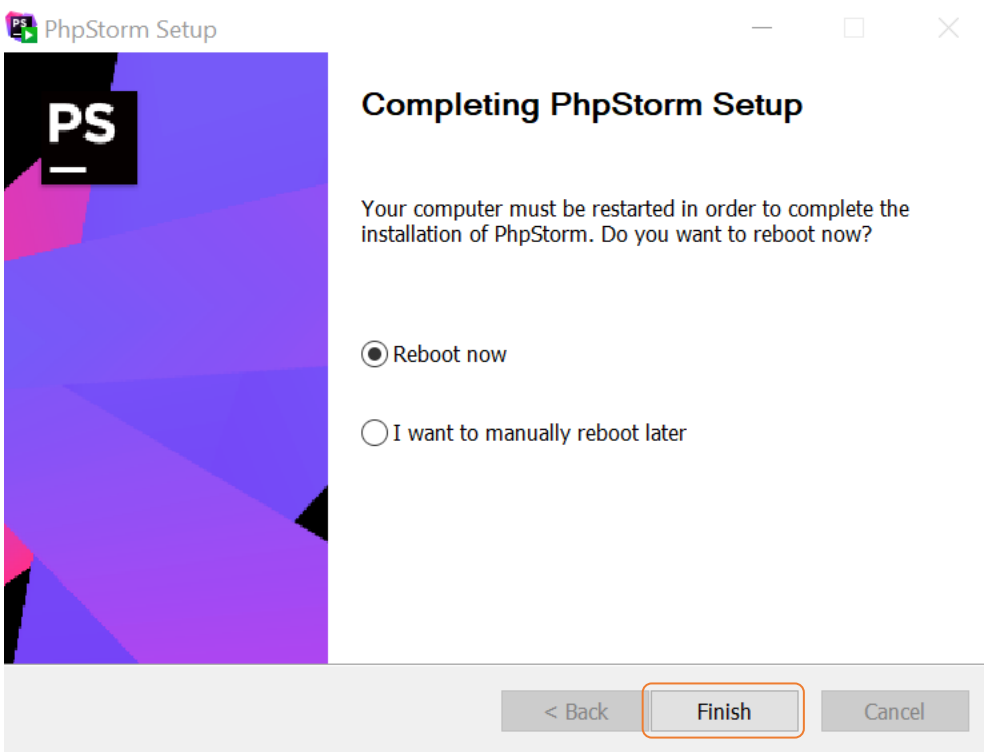 PS PhpStorm Setup
PS
Completing PhpStorm Setup
Your computer must be restarted in order to complete the
installation of PhpStorm. Do you want to reboot now?
Reboot now
I want to manually reboot later
< Back Finish Cancel